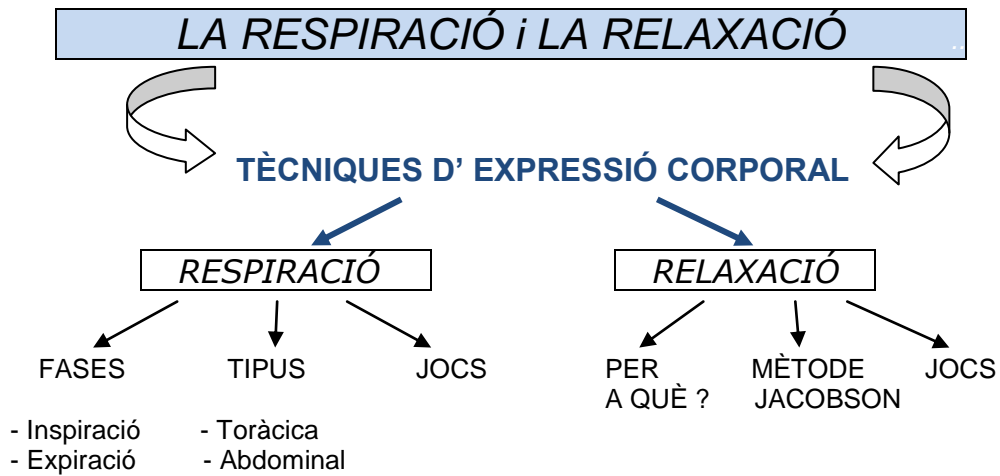 LA RESPIRACIÓ i LA RELAXACIÓ ..
TÈCNIQUES D' EXPRESSIÓ CORPORAL
RESPIRACIÓ RELAXACIÓ
FASES TIPUS JOCS PER MÈTODE JOCS
A QUÈ ? JACOBSON
- Inspiració - Toràcica
- Expiració - Abdominal